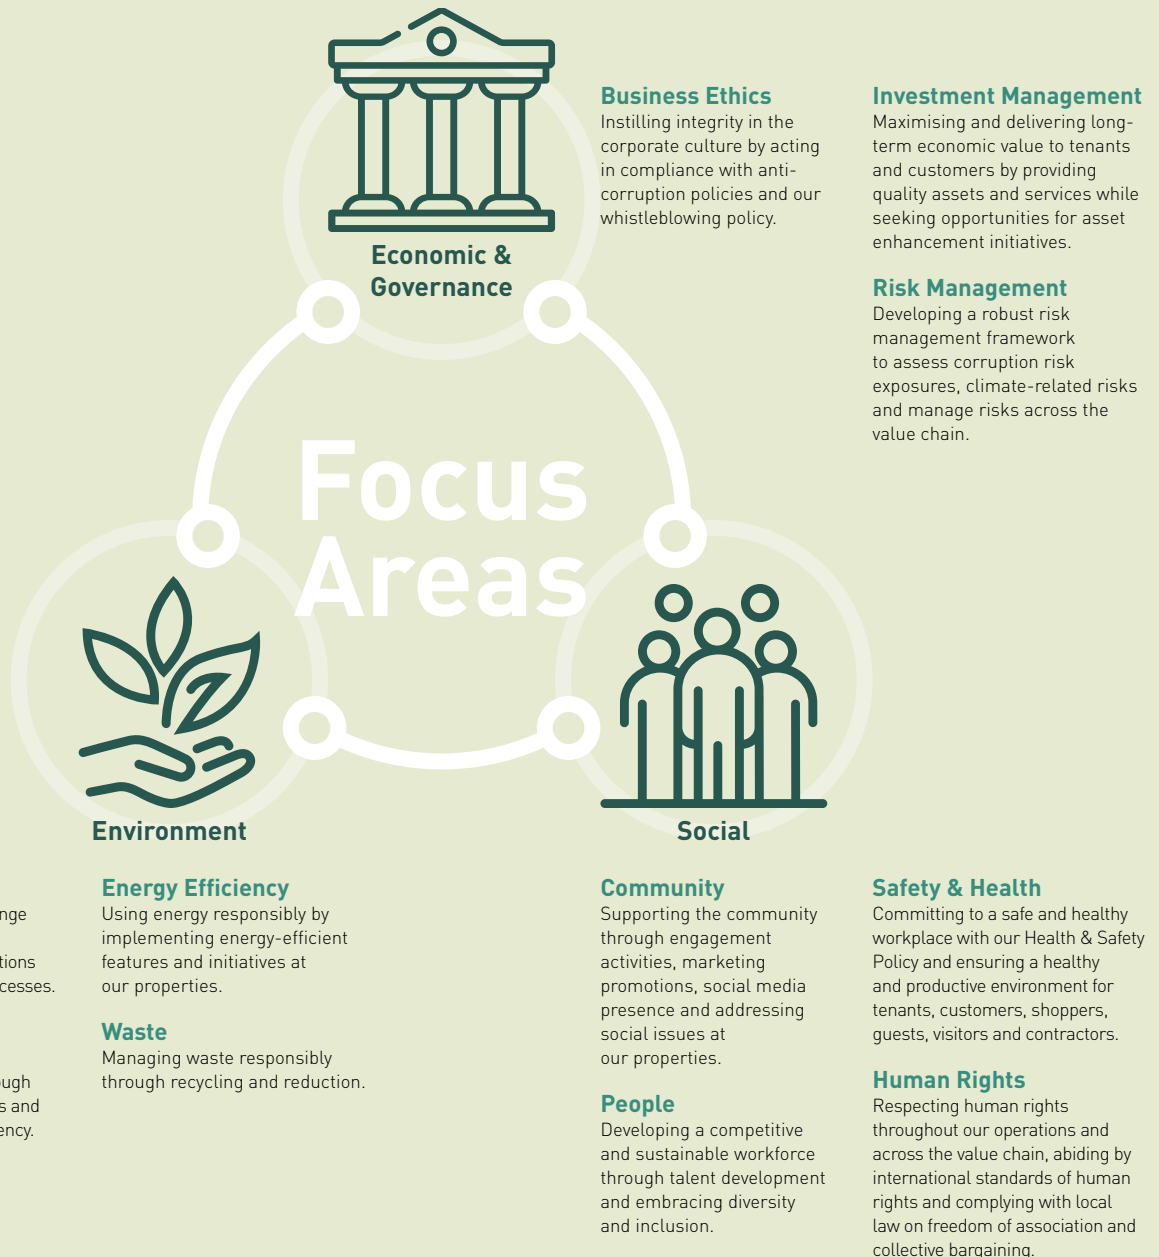 Business Ethics
Instilling integrity in the
corporate culture by acting
in compliance with anti-
corruption policies and our
whistleblowing policy.
Investment Management
Maximising and delivering long-
term economic value to tenants
and customers by providing
quality assets and services while
seeking opportunities for asset
enhancement initiatives.
Risk Management
Developing a robust risk
management framework
to assess corruption risk
exposures, climate-related risks
and manage risks across the
value chain.
Economic &
Governance
Focus
Areas
Environment
Social
nge
tions
cesses.
ough
s and
ency.
Energy Efficiency
Using energy responsibly by
implementing energy-efficient
features and initiatives at
our properties.
Waste
Managing waste responsibly
through recycling and reduction.
Community
Supporting the community
through engagement
activities, marketing
promotions, social media
presence and addressing
social issues at
our properties.
People
Developing a competitive
and sustainable workforce
through talent development
and embracing diversity
and inclusion.
Safety & Health
Committing to a safe and healthy
workplace with our Health & Safety
Policy and ensuring a healthy
and productive environment for
tenants, customers, shoppers,
guests, visitors and contractors.
Human Rights
Respecting human rights
throughout our operations and
across the value chain, abiding by
international standards of human
rights and complying with local
law on freedom of association and
collective bargaining.